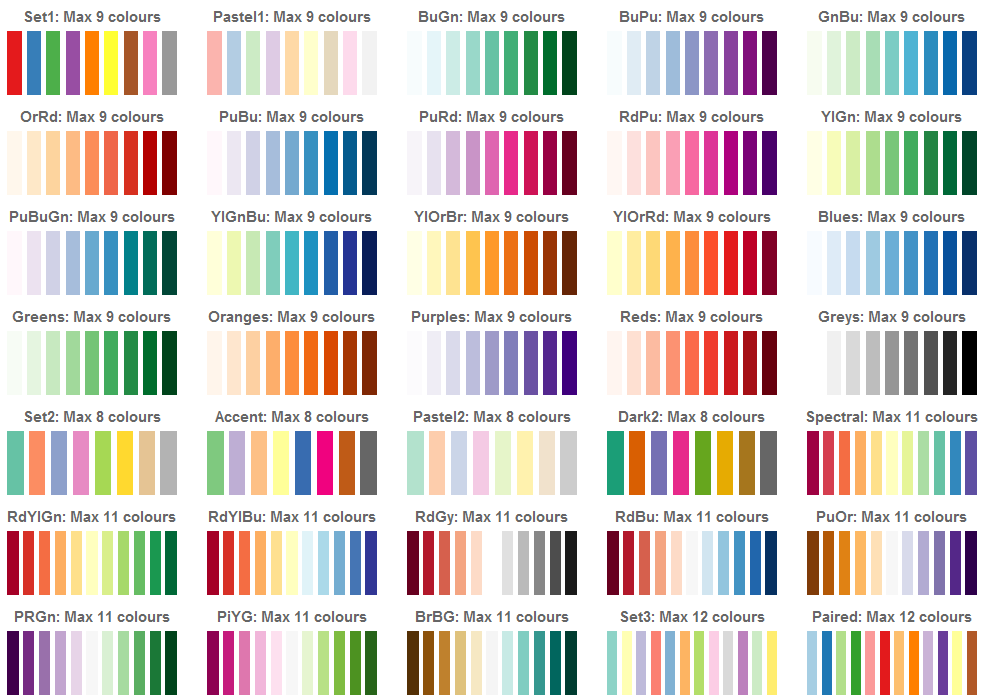 Set1: Max 9 colours
Pastel1: Max 9 colours
BuGn: Max 9 colours
BuPu: Max 9 colours
GnBu: Max 9 colours
OrRd: Max 9 colours
PuBu: Max 9 colours
PuRd: Max 9 colours
RdPu: Max 9 colours
YlGn: Max 9 colours
PuBuGn: Max 9 colours
YlGnBu: Max 9 colours
YlOrBr: Max 9 colours
YlOrRd: Max 9 colours
Blues: Max 9 colours
Greens: Max 9 colours
Oranges: Max 9 colours
Purples: Max 9 colours
Reds: Max 9 colours
Greys: Max 9 colours
Set2: Max 8 colours
Accent: Max 8 colours
Pastel2: Max 8 colours
Dark2: Max 8 colours
Spectral: Max 11 colours
RdYlGn: Max 11 colours
RdYlBu: Max 11 colours
RdGy: Max 11 colours
RdBu: Max 11 colours
PuOr: Max 11 colours
PRGn: Max 11 colours
PiYG: Max 11 colours
BrBG: Max 11 colours
Set3: Max 12 colours
Paired: Max 12 colours